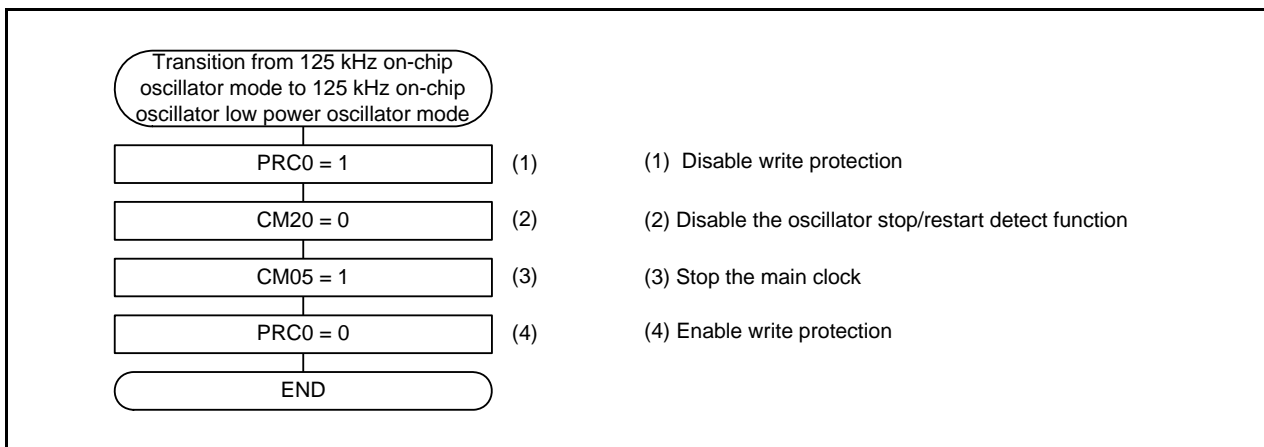 Transition from 125 kHz on-chip
oscillator mode to 125 kHz on-chip
oscillator low power oscillator mode
PRC0 = 1
(1)
(1) Disable write protection
CM20 = 0
(2)
(2) Disable the oscillator stop/restart detect function
CM05 = 1
(3)
(3) Stop the main clock
PRC0 = 0
(4)
(4) Enable write protection
END